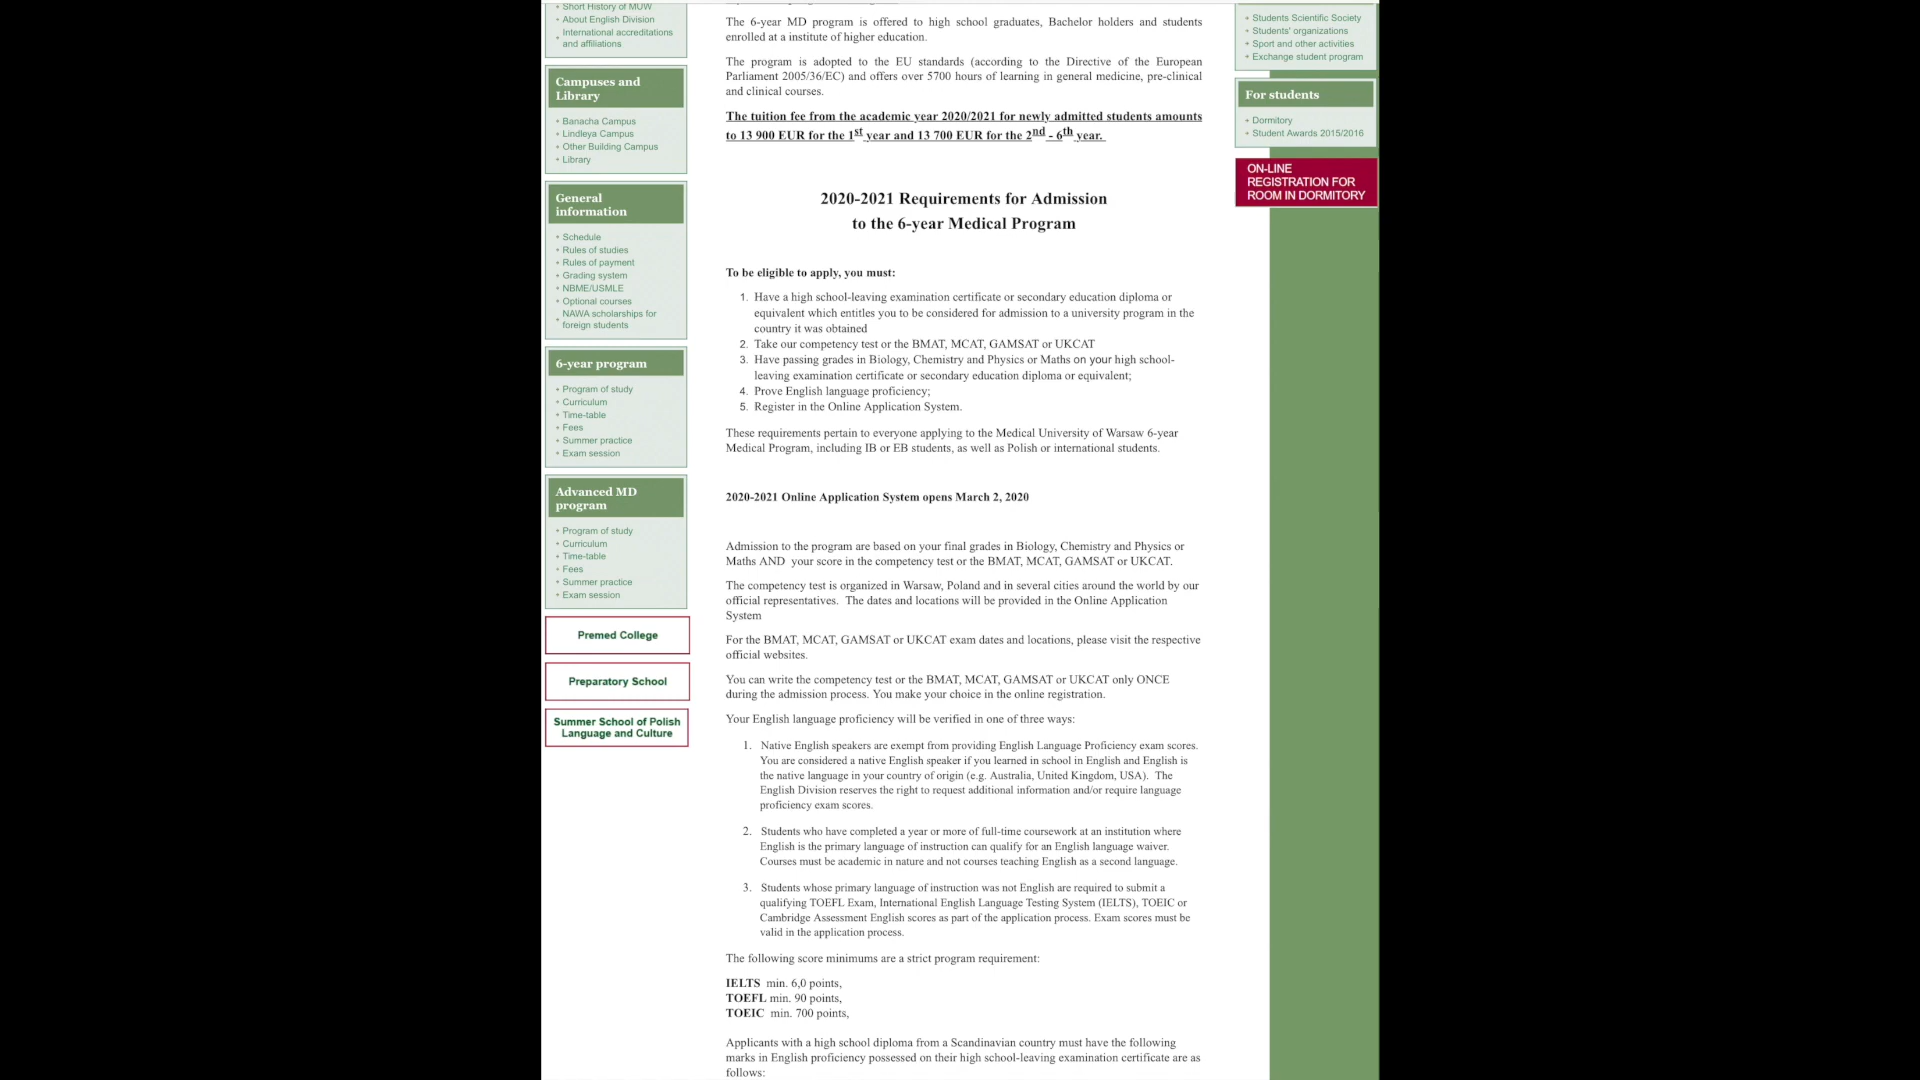 Short History of MUW
About English Division
International accreditations
and affiliations
Campuses and
Library
Banacha Campus
Lindleya Campus
Other Building Campus
Library
General
information
Schedule
Rules of studies
Rules of payment
Grading system
NBME/USMLE
Optional courses
NAWA scholarships for
foreign students
6-year program
Program of study
Curriculum
Time-table
Fees
Summer practice
Exam session
Advanced MD
program
Program of study
Curriculum
Time-table
Fees
Summer practice
Exam session
Premed College
Preparatory School
Summer School of Polish
Language and Culture
The 6-year MD program is offered to high school graduates, Bachelor holders and students
enrolled at a institute of higher education.
The program is adopted to the EU standards (according to the Directive of the European
Parliament 2005/36/EC) and offers over 5700 hours of learning in general medicine, pre-clinical
and clinical courses.
The tuition fee from the academic year 2020/2021 for newly admitted students amounts
to 13 900 EUR for the 1st year and 13 700 EUR for the 2nd - 6th year.
2020-2021 Requirements for Admission
to the 6-year Medical Program
To be eligible to apply, you must:
1. Have a high school-leaving examination certificate or secondary education diploma or
equivalent which entitles you to be considered for admission to a university program in the
country it was obtained
2. Take our competency test or the BMAT, MCAT, GAMSAT or UKCAT
3. Have passing grades in Biology, Chemistry and Physics or Maths on your high school-
leaving examination certificate or secondary education diploma or equivalent;
4. Prove English language proficiency;
5. Register in the Online Application System.
These requirements pertain to everyone applying to the Medical University of Warsaw 6-year
Medical Program, including IB or EB students, as well as Polish or international students.
2020-2021 Online Application System opens March 2, 2020
Admission to the program are based on your final grades in Biology, Chemistry and Physics or
Maths AND your score in the competency test or the BMAT, MCAT, GAMSAT or UKCAT.
The competency test is organized in Warsaw, Poland and in several cities around the world by our
official representatives. The dates and locations will be provided in the Online Application
System
For the BMAT, MCAT, GAMSAT or UKCAT exam dates and locations, please visit the respective
official websites.
You can write the competency test or the BMAT, MCAT, GAMSAT or UKCAT only ONCE
during the admission process. You make your choice in the online registration.
Your English language proficiency will be verified in one of three ways:
1. Native English speakers are exempt from providing English Language Proficiency exam scores.
You are considered a native English speaker if you learned in school in English and English is
the native language in your country of origin (e.g. Australia, United Kingdom, USA). The
English Division reserves the right to request additional information and/or require language
proficiency exam scores.
2. Students who have completed a year or more of full-time coursework at an institution where
English is the primary language of instruction can qualify for an English language waiver.
Courses must be academic in nature and not courses teaching English as a second language.
3. Students whose primary language of instruction was not English are required to submit a
qualifying TOEFL Exam, International English Language Testing System (IELTS), TOEIC or
Cambridge Assessment English scores as part of the application process. Exam scores must be
valid in the application process.
The following score minimums are a strict program requirement:
IELTS min. 6,0 points,
TOEFL min. 90 points,
TOEIC min. 700 points,
Applicants with a high school diploma from a Scandinavian country must have the following
marks in English proficiency possessed on their high school-leaving examination certificate are as
follows:
Students Scientific Society
Students' organizations
Sport and other activities
Exchange student program
For students
Dormitory
Student Awards 2015/2016
ON-LINE
REGISTRATION FOR
ROOM IN DORMITORY